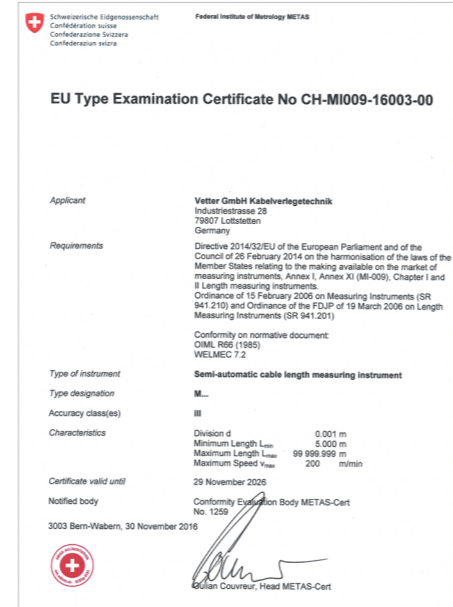 Schweizerische Eidgenossenschaft
Confédération suisse
Confederazione Svizzera
Confederaziun svizra
Federal Institute of Metrology METAS
EU Type Examination Certificate No CH-MI009-16003-00
Applicant
Vetter GmbH Kabelverlegetechnik
Industriestrasse 28
79807 Lottstetten
Germany
Requirements
Directive 2014/32/EU of the European Parliament and of the
Council of 26 February 2014 on the harmonisation of the laws of the
Member States relating to the making available on the market of
measuring instruments, Annex I, Annex XI (MI-009), Chapter I and
II Length measuring instruments.
Ordinance of 15 February 2006 on Measuring Instruments (SR
941.210) and Ordinance of the FDJP of 19 March 2006 on Length
Measuring Instruments (SR 941.201)
Conformity on normative document:
OIML R66 (1985)
WELMEC 7.2
Type of instrument Semi-automatic cable length measuring instrument
Type designation M...
Accuracy class(es) III
Characteristics Division d 0.001 m
Minimum Length Lmin 5.000 m
Maximum Length Lmax 99 999.999 m
Maximum Speed vmax 200 m/min
Certificate valid until 29 November 2026
Notified body Conformity Evaluation Body METAS-Cert
No. 1259
3003 Bern-Wabern, 30 November 2016
Gulian Couvreur, Head METAS-Cert